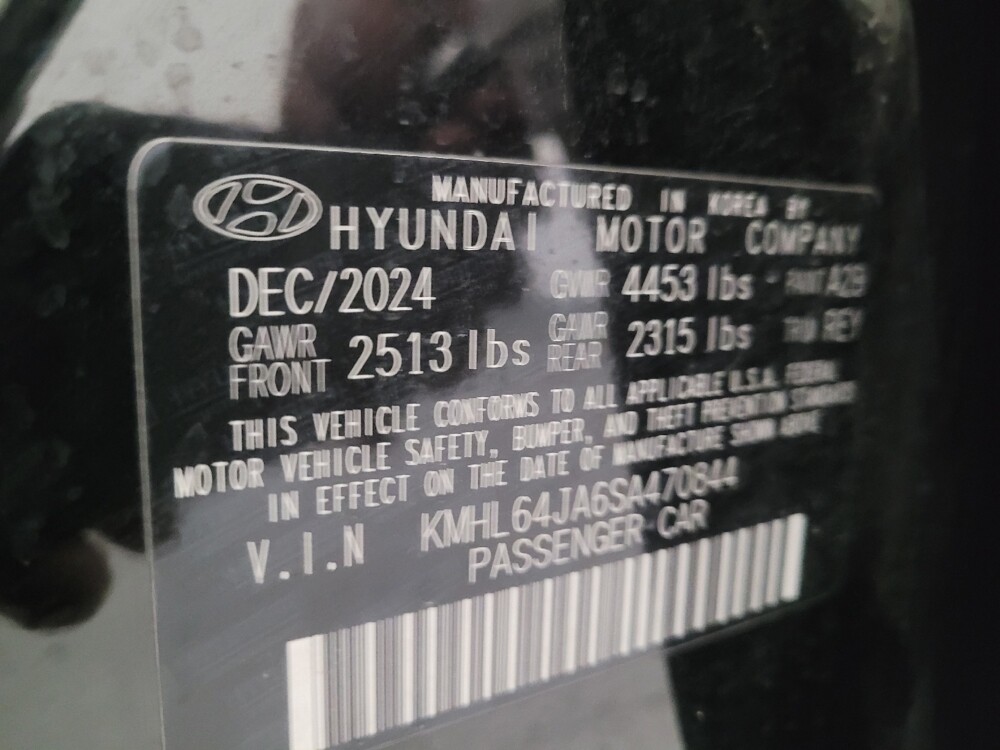 MANUFACTURED IN KOREA BY
HYUNDAI MOTOR COMPANY
DEC/2024 GVWR 4453 lbs PAINT A2B
GAWR FRONT 2513 lbs GAWR REAR 2315 lbs TRIM REY
THIS VEHICLE CONFORMS TO ALL APPLICABLE U.S.A. FEDERAL
MOTOR VEHICLE SAFETY, BUMPER, AND THEFT PREVENTION STANDARDS
IN EFFECT ON THE DATE OF MANUFACTURE SHOWN ABOVE
V.I.N KMHL64JA6SA470844
PASSENGER CAR